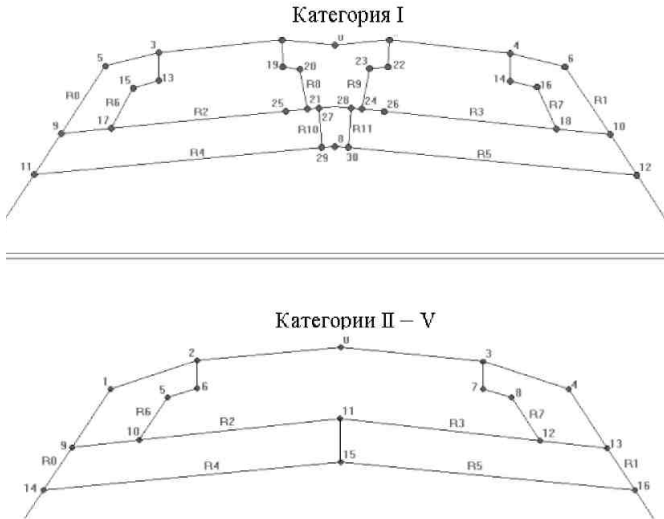 Категория I
0
5 3 4 6
19 20 23 22
15 13 14 16
R0 R6 R8 R9 R7 R1
R2 25 21 27 28 24 26 R3
9 17 R10 R11 18 10
R4 29 8 30 R5
11 12
Категории II – V
0
2 3
1 5 6 7 8 4
R6 11 R7
R2 R3
9 10 12 13
R0 R4 15 R5 R1
14 16